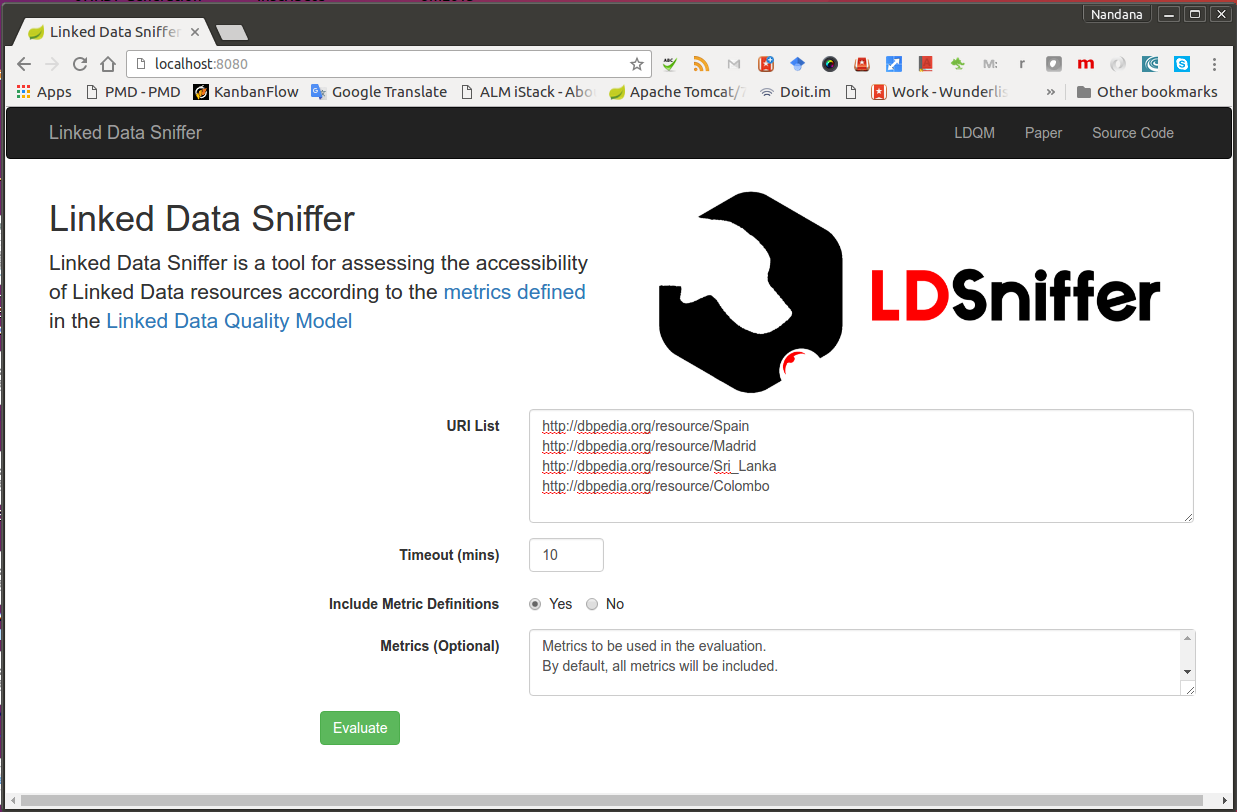 Nandana
Linked Data Sniffer
localhost:8080
ABC
M:
r
m
Apps
PMD - PMD
KanbanFlow
Google Translate
ALM iStack - Abo
Apache Tomcat/7
Doit.im
Work - Wunderlis
»
Other bookmarks
Linked Data Sniffer
LDQM
Paper
Source Code
Linked Data Sniffer
Linked Data Sniffer is a tool for assessing the accessibility
of Linked Data resources according to the metrics defined
in the Linked Data Quality Model
LDSniffer
URI List
http://dbpedia.org/resource/Spain
http://dbpedia.org/resource/Madrid
http://dbpedia.org/resource/Sri_Lanka
http://dbpedia.org/resource/Colombo
Timeout (mins)
10
Include Metric Definitions
Yes
No
Metrics (Optional)
Metrics to be used in the evaluation.
By default, all metrics will be included.
Evaluate